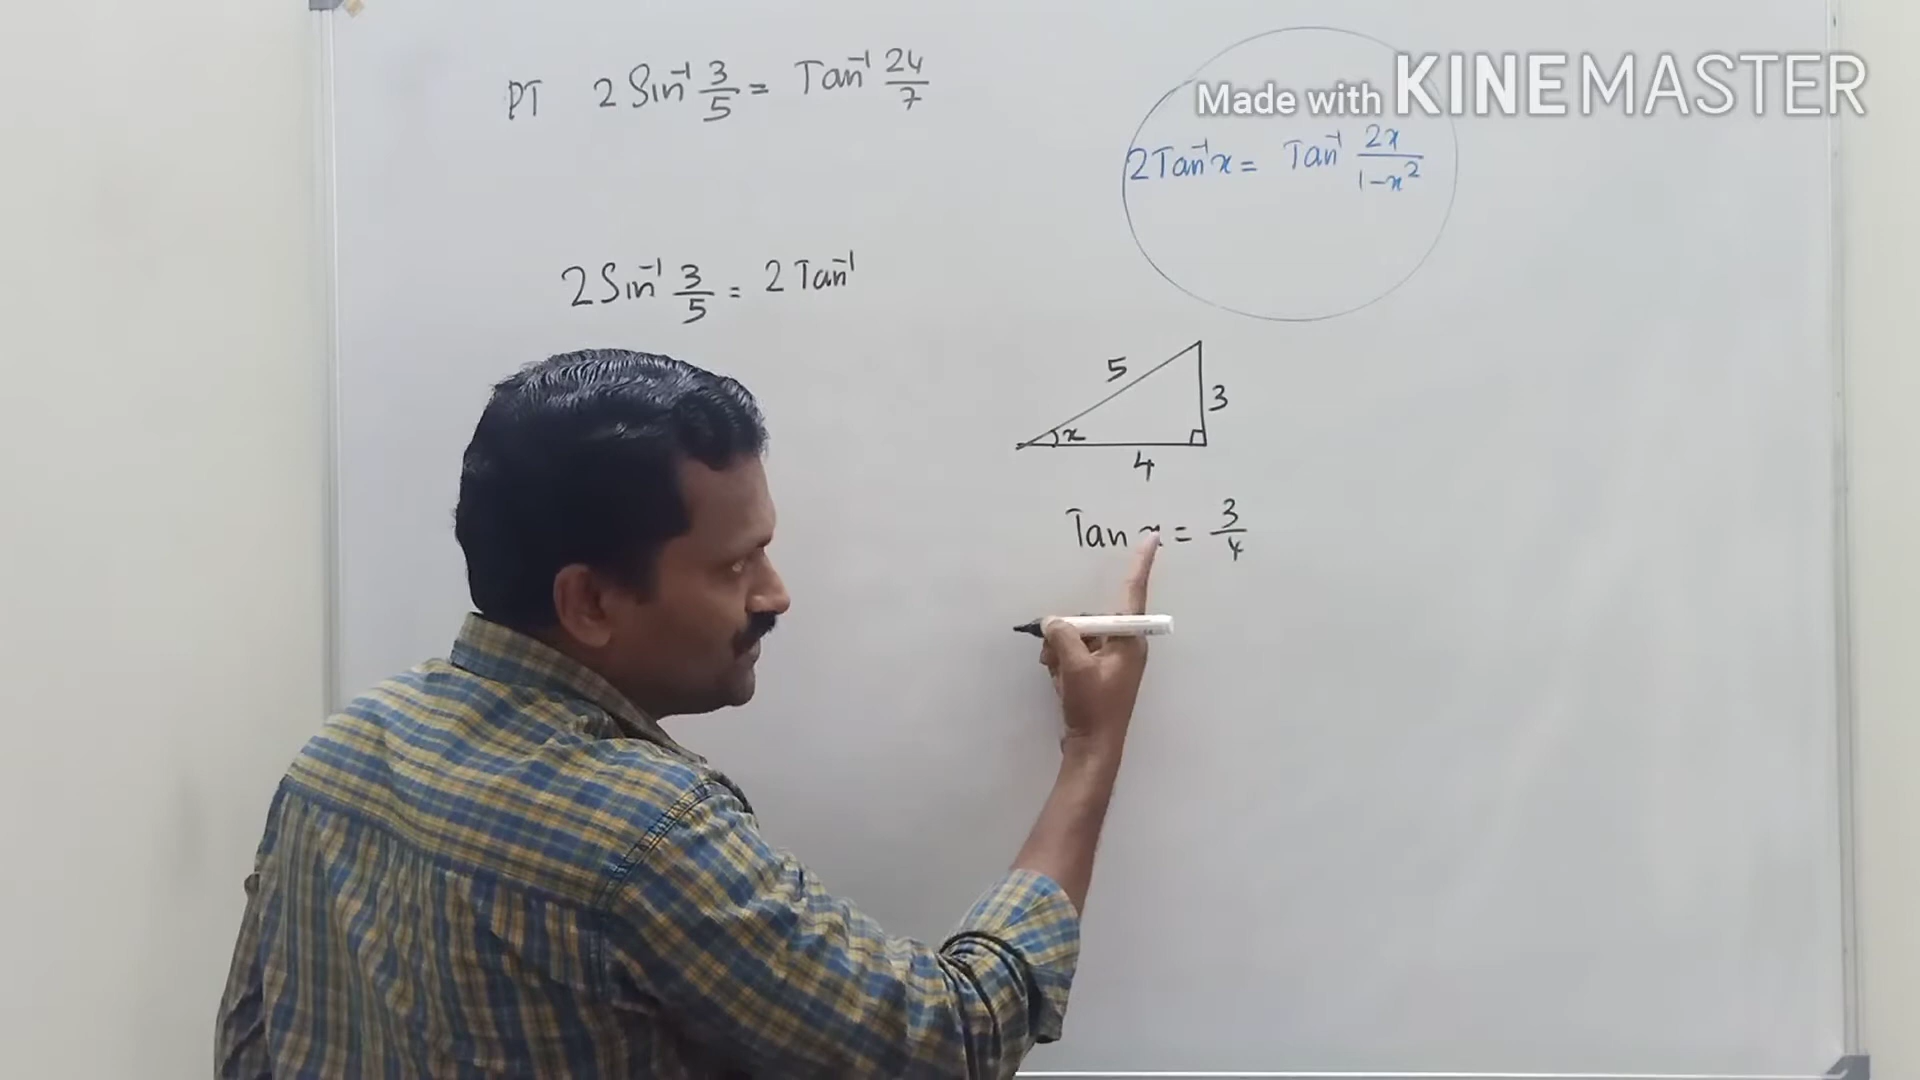 PT 2 Sin⁻¹ 3/5 = Tan⁻¹ 24/7
Made with KINEMASTER
2Tan⁻¹x = Tan⁻¹ 2x/1-x²
2 Sin⁻¹ 3/5 = 2 Tan⁻¹
5
3
x
4
Tan x = 3/4